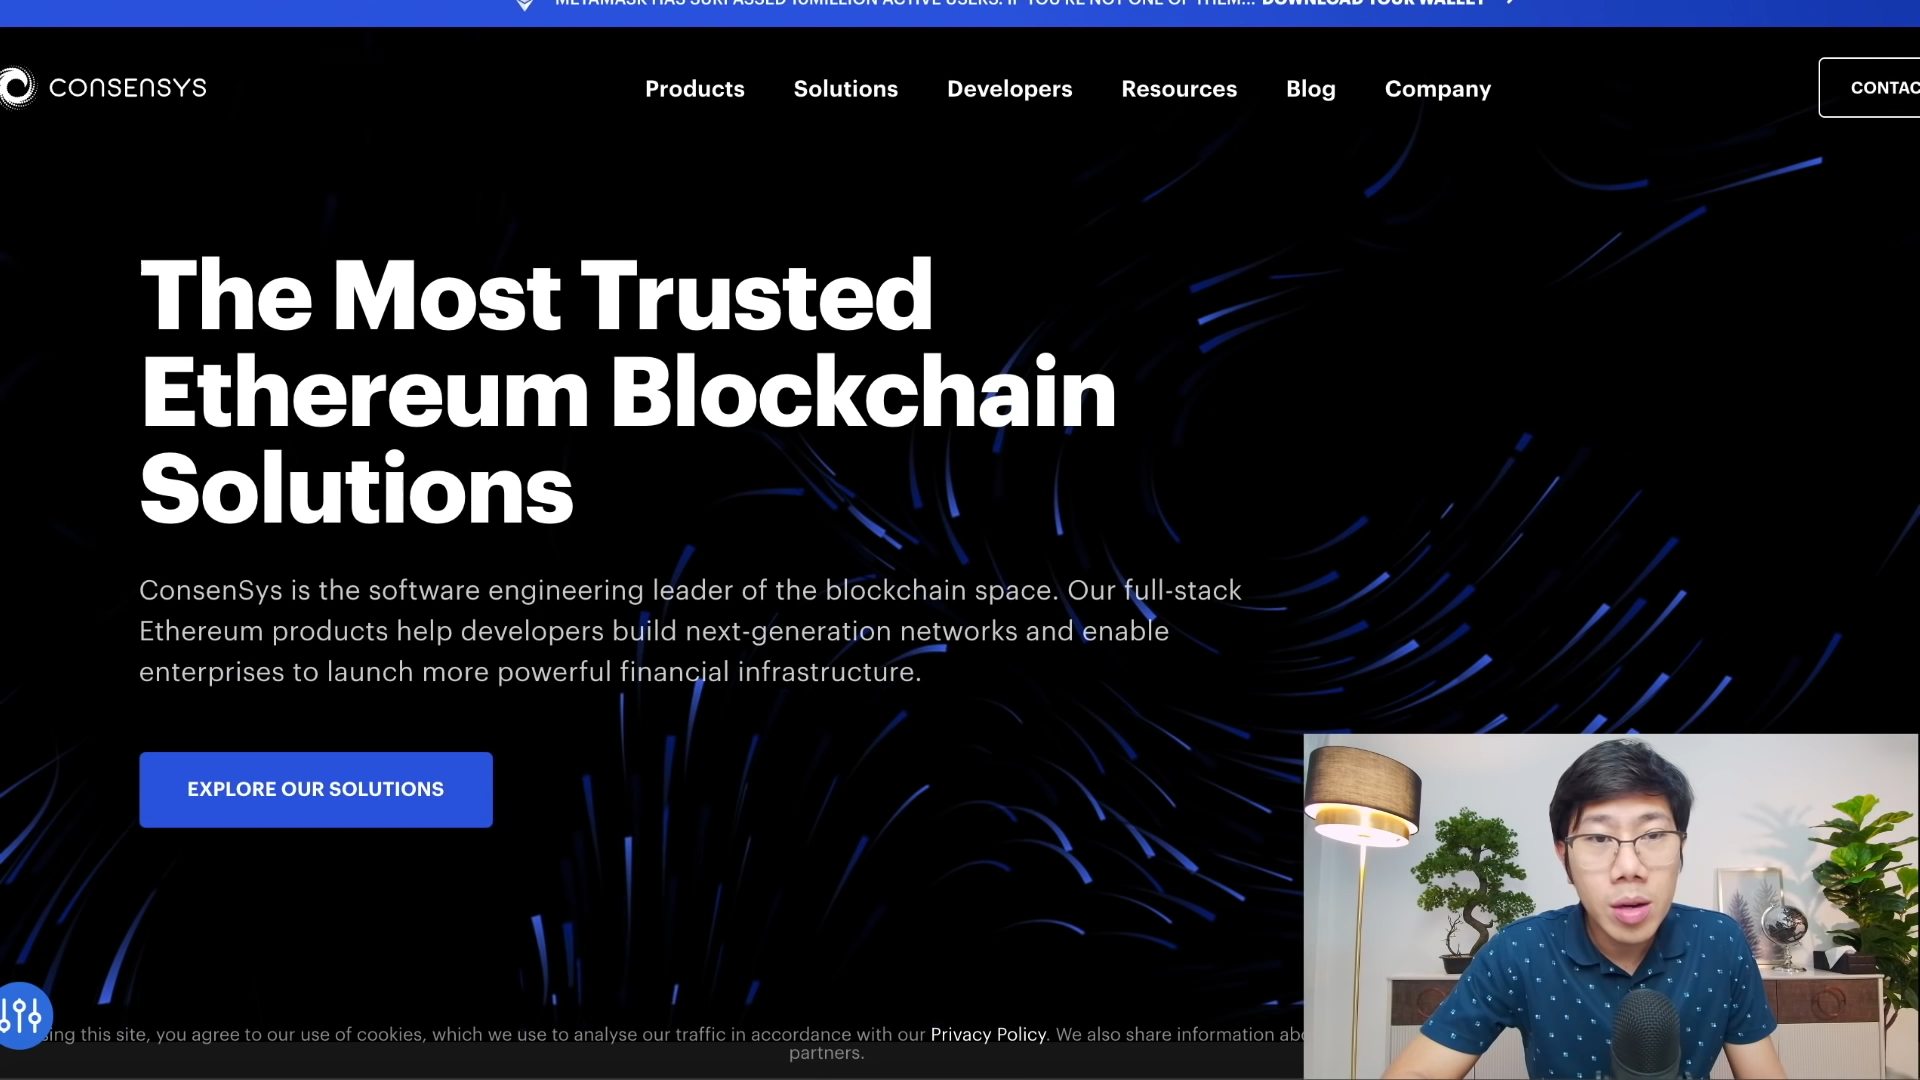 METAMASK HAS SURPASSED 10MILLION ACTIVE USERS. IF YOU'RE NOT ONE OF THEM... DOWNLOAD YOUR WALLET
CONSENSYS
Products
Solutions
Developers
Resources
Blog
Company
CONTAC
The Most Trusted
Ethereum Blockchain
Solutions
ConsenSys is the software engineering leader of the blockchain space. Our full-stack
Ethereum products help developers build next-generation networks and enable
enterprises to launch more powerful financial infrastructure.
EXPLORE OUR SOLUTIONS
sing this site, you agree to our use of cookies, which we use to analyse our traffic in accordance with our Privacy Policy. We also share information abo
partners.